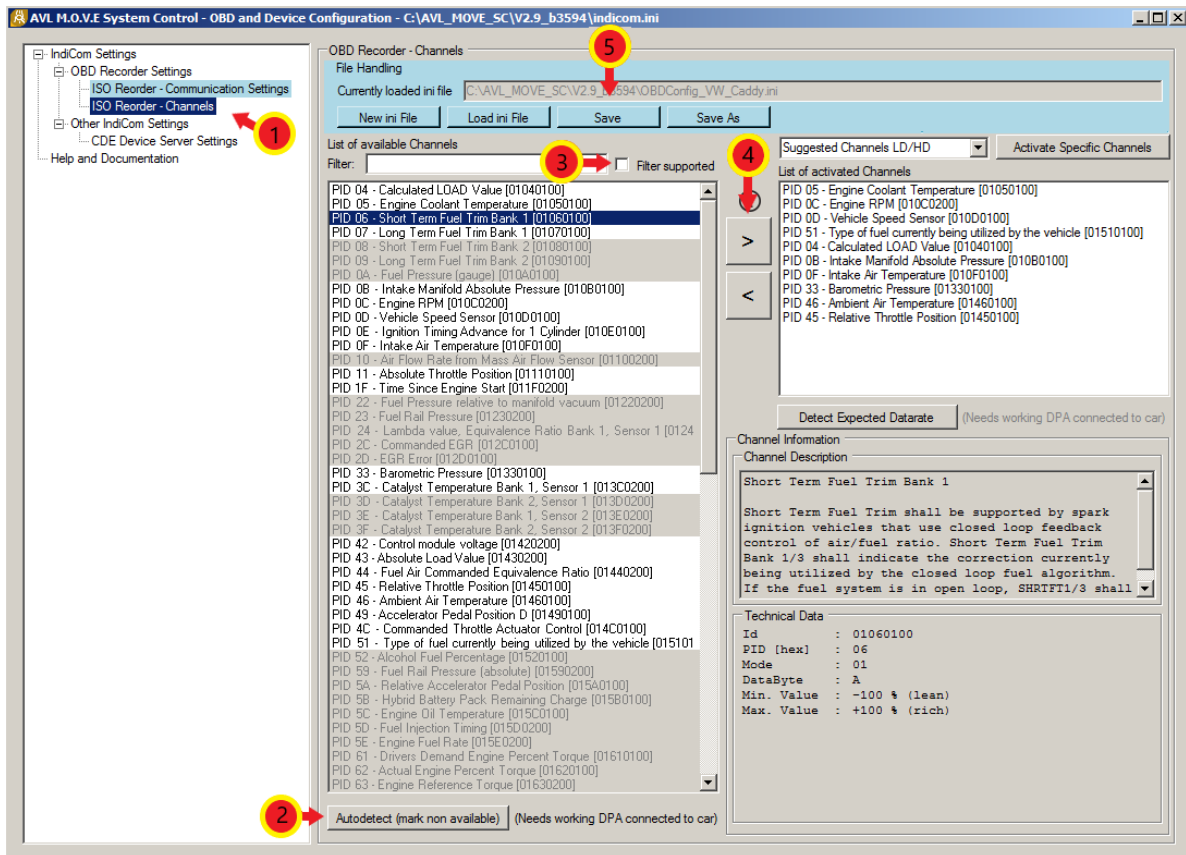 AVL M.O.V.E System Control - OBD and Device Configuration - C:\AVL_MOVE_SC\V2.9_b3594\indicom.ini
IndiCom Settings
OBD Recorder Settings
ISO Reorder - Communication Settings
ISO Reorder - Channels
Other IndiCom Settings
CDE Device Server Settings
Help and Documentation
1
OBD Recorder - Channels
5
File Handling
Currently loaded ini file C:\AVL_MOVE_SC\V2.9_b3594\OBDConfig_VW_Caddy.ini
New ini File Load ini File Save Save As
List of available Channels
Filter: 3 Filter supported
PID 04 - Calculated LOAD Value [01040100]
PID 05 - Engine Coolant Temperature [01050100]
PID 06 - Short Term Fuel Trim Bank 1 [01060100]
PID 07 - Long Term Fuel Trim Bank 1 [01070100]
PID 08 - Short Term Fuel Trim Bank 2 [01080100]
PID 09 - Long Term Fuel Trim Bank 2 [01090100]
PID 0A - Fuel Pressure (gauge) [010A0100]
PID 0B - Intake Manifold Absolute Pressure [010B0100]
PID 0C - Engine RPM [010C0200]
PID 0D - Vehicle Speed Sensor [010D0100]
PID 0E - Ignition Timing Advance for 1 Cylinder [010E0100]
PID 0F - Intake Air Temperature [010F0100]
PID 10 - Air Flow Rate from Mass Air Flow Sensor [01100200]
PID 11 - Absolute Throttle Position [01110100]
PID 1F - Time Since Engine Start [011F0200]
PID 22 - Fuel Pressure relative to manifold vacuum [01220200]
PID 23 - Fuel Rail Pressure [01230200]
PID 24 - Lambda value, Equivalence Ratio Bank 1, Sensor 1 [0124
PID 2C - Commanded EGR [012C0100]
PID 2D - EGR Error [012D0100]
PID 33 - Barometric Pressure [01330100]
PID 3C - Catalyst Temperature Bank 1, Sensor 1 [013C0200]
PID 3D - Catalyst Temperature Bank 2, Sensor 1 [013D0200]
PID 3E - Catalyst Temperature Bank 1, Sensor 2 [013E0200]
PID 3F - Catalyst Temperature Bank 2, Sensor 2 [013F0200]
PID 42 - Control module voltage [01420200]
PID 43 - Absolute Load Value [01430200]
PID 44 - Fuel Air Commanded Equivalence Ratio [01440200]
PID 45 - Relative Throttle Position [01450100]
PID 46 - Ambient Air Temperature [01460100]
PID 49 - Accelerator Pedal Position D [01490100]
PID 4C - Commanded Throttle Actuator Control [014C0100]
PID 51 - Type of fuel currently being utilized by the vehicle [015101
PID 52 - Alcohol Fuel Percentage [01520100]
PID 59 - Fuel Rail Pressure (absolute) [01590200]
PID 5A - Relative Accelerator Pedal Position [015A0100]
PID 5B - Hybrid Battery Pack Remaining Charge [015B0100]
PID 5C - Engine Oil Temperature [015C0100]
PID 5D - Fuel Injection Timing [015D0200]
PID 5E - Engine Fuel Rate [015E0200]
PID 61 - Drivers Demand Engine Percent Torque [01610100]
PID 62 - Actual Engine Percent Torque [01620100]
PID 63 - Engine Reference Torque [01630200]
2 Autodetect (mark non available) (Needs working DPA connected to car)
4
>
<
Suggested Channels LD/HD Activate Specific Channels
List of activated Channels
PID 05 - Engine Coolant Temperature [01050100]
PID 0C - Engine RPM [010C0200]
PID 0D - Vehicle Speed Sensor [010D0100]
PID 51 - Type of fuel currently being utilized by the vehicle [01510100]
PID 04 - Calculated LOAD Value [01040100]
PID 0B - Intake Manifold Absolute Pressure [010B0100]
PID 0F - Intake Air Temperature [010F0100]
PID 33 - Barometric Pressure [01330100]
PID 46 - Ambient Air Temperature [01460100]
PID 45 - Relative Throttle Position [01450100]
Detect Expected Datarate (Needs working DPA connected to car)
Channel Information
Channel Description
Short Term Fuel Trim Bank 1
Short Term Fuel Trim shall be supported by spark
ignition vehicles that use closed loop feedback
control of air/fuel ratio. Short Term Fuel Trim
Bank 1/3 shall indicate the correction currently
being utilized by the closed loop fuel algorithm.
If the fuel system is in open loop, SHRTFT1/3 shall
Technical Data
Id : 01060100
PID [hex] : 06
Mode : 01
DataByte : A
Min. Value : -100 % (lean)
Max. Value : +100 % (rich)